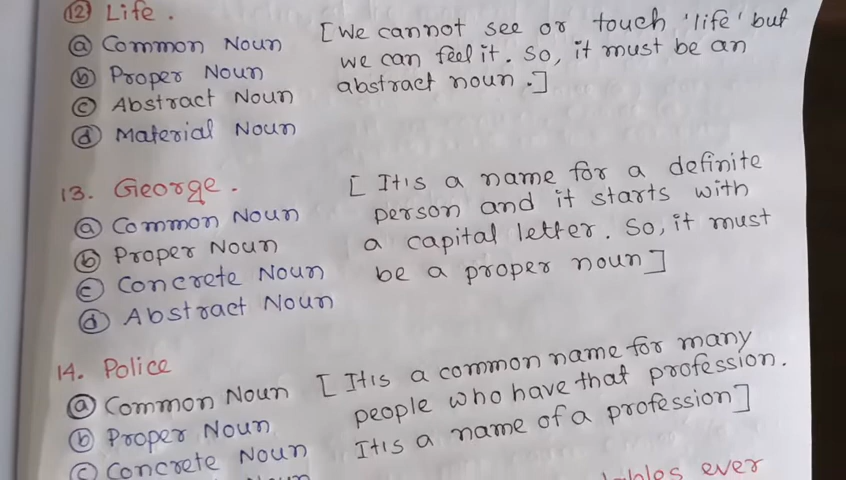 12 Life.
a Common Noun
b Proper Noun
c Abstract Noun
d Material Noun
[We cannot see or touch 'life' but
we can feel it. So, it must be an
abstract noun.]
13. George.
a Common Noun
b Proper Noun
c Concrete Noun
d Abstract Noun
[It is a name for a definite
person and it starts with
a capital letter. So, it must
be a proper noun]
14. Police
a Common Noun
b Proper Noun
c Concrete Noun
[It is a common name for many
people who have that profession.
It is a name of a profession]
ever